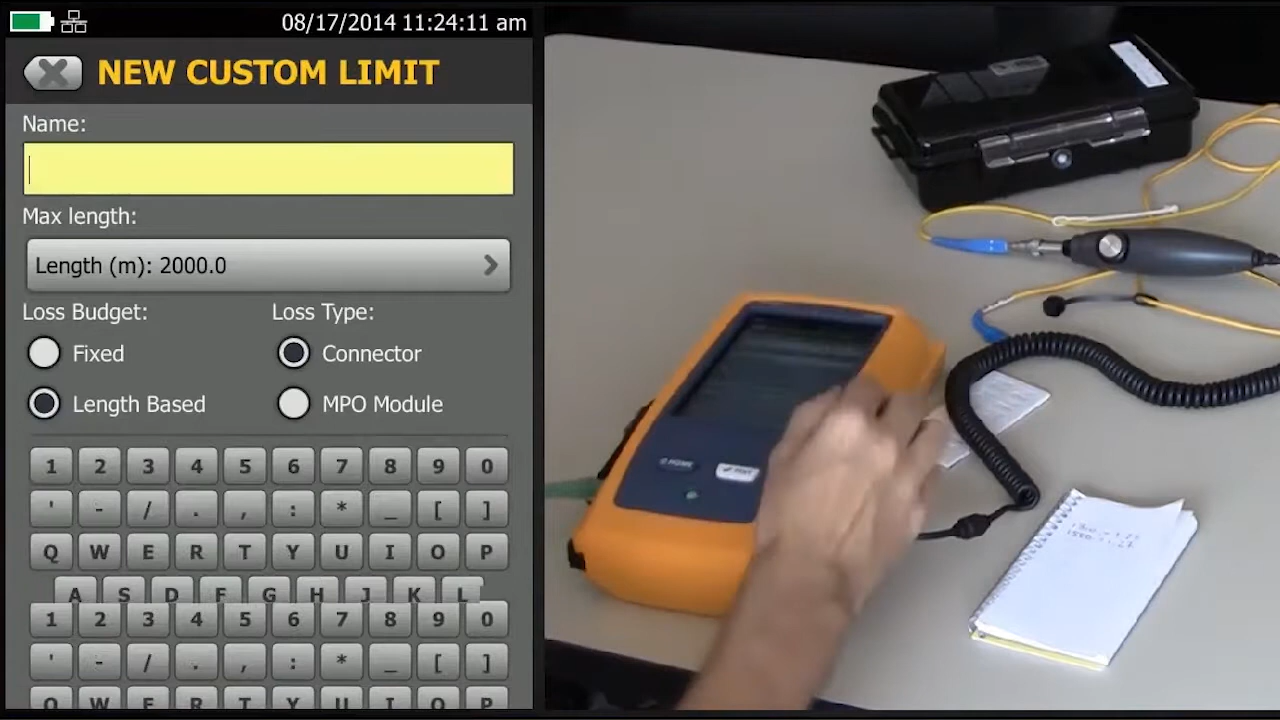 08/17/2014 11:24:11 am
NEW CUSTOM LIMIT
Name:
Max length:
Length (m): 2000.0
Loss Budget: Loss Type:
Fixed Connector
Length Based MPO Module
1 2 3 4 5 6 7 8 9 0
' - / . , : * _ [ ]
Q W E R T Y U I O P
A S D F G H J K L
1 2 3 4 5 6 7 8 9 0
' - / . , : * _ [ ]
Q W E R T Y U I O P
HOME
TEST